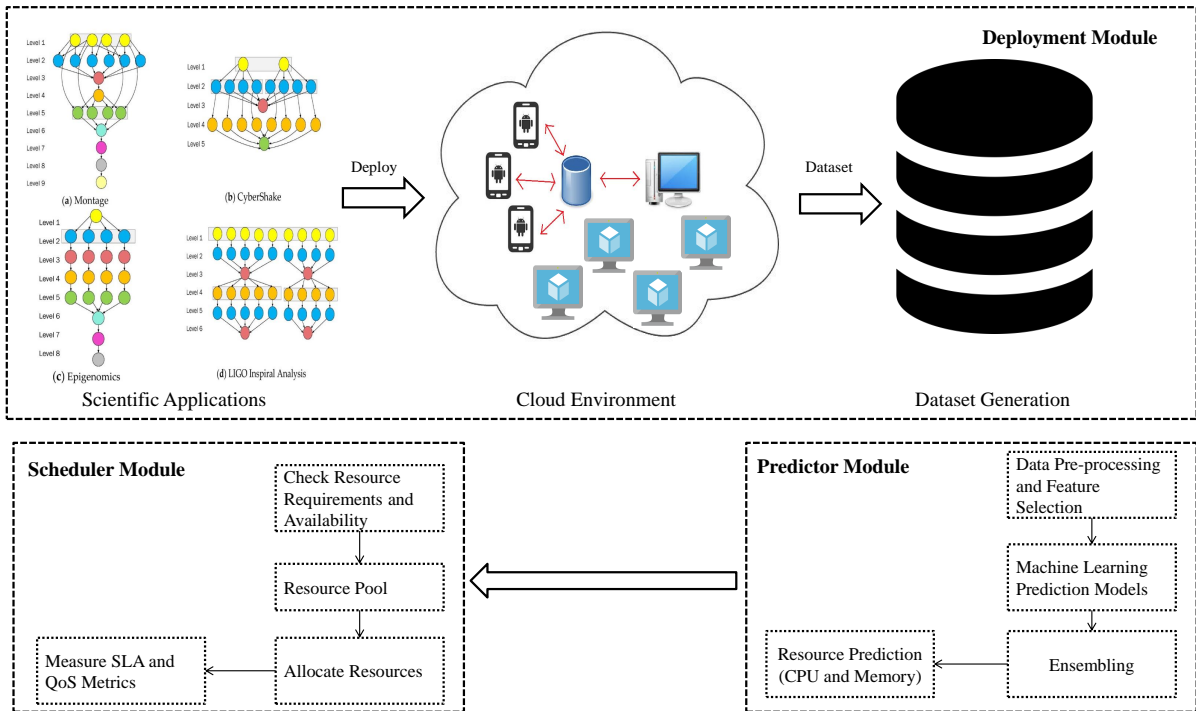 Deployment Module
Level 1
Level 2
Level 3
Level 4
Level 5
Level 6
Level 7
Level 8
Level 9
(a) Montage
Level 1
Level 2
Level 3
Level 4
Level 5
(b) CyberShake
Level 1
Level 2
Level 3
Level 4
Level 5
Level 6
Level 7
Level 8
(c) Epigenomics
Level 1
Level 2
Level 3
Level 4
Level 5
Level 6
(d) LIGO Inspiral Analysis
Scientific Applications
Deploy
Cloud Environment
Dataset
Dataset Generation
Scheduler Module
Check Resource
Requirements and
Availability
Resource Pool
Allocate Resources
Measure SLA and
QoS Metrics
Predictor Module
Data Pre-processing
and Feature
Selection
Machine Learning
Prediction Models
Ensembling
Resource Prediction
(CPU and Memory)